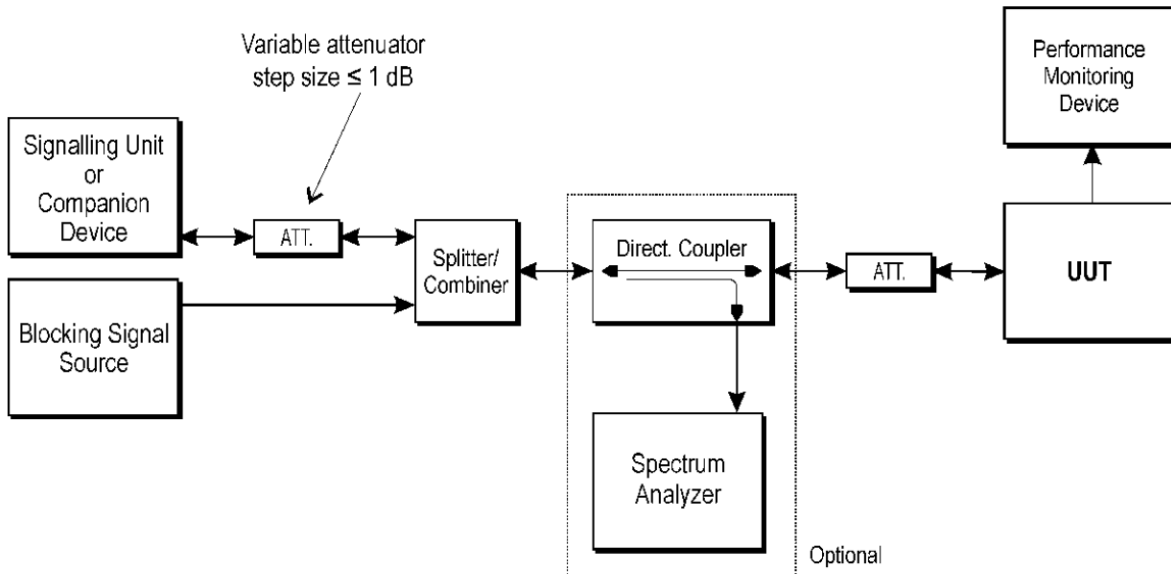 Variable attenuator
step size ≤ 1 dB
Performance
Monitoring
Device
Signalling Unit
or
Companion
Device
ATT.
Splitter/
Combiner
Direct. Coupler
ATT.
UUT
Blocking Signal
Source
Spectrum
Analyzer
Optional